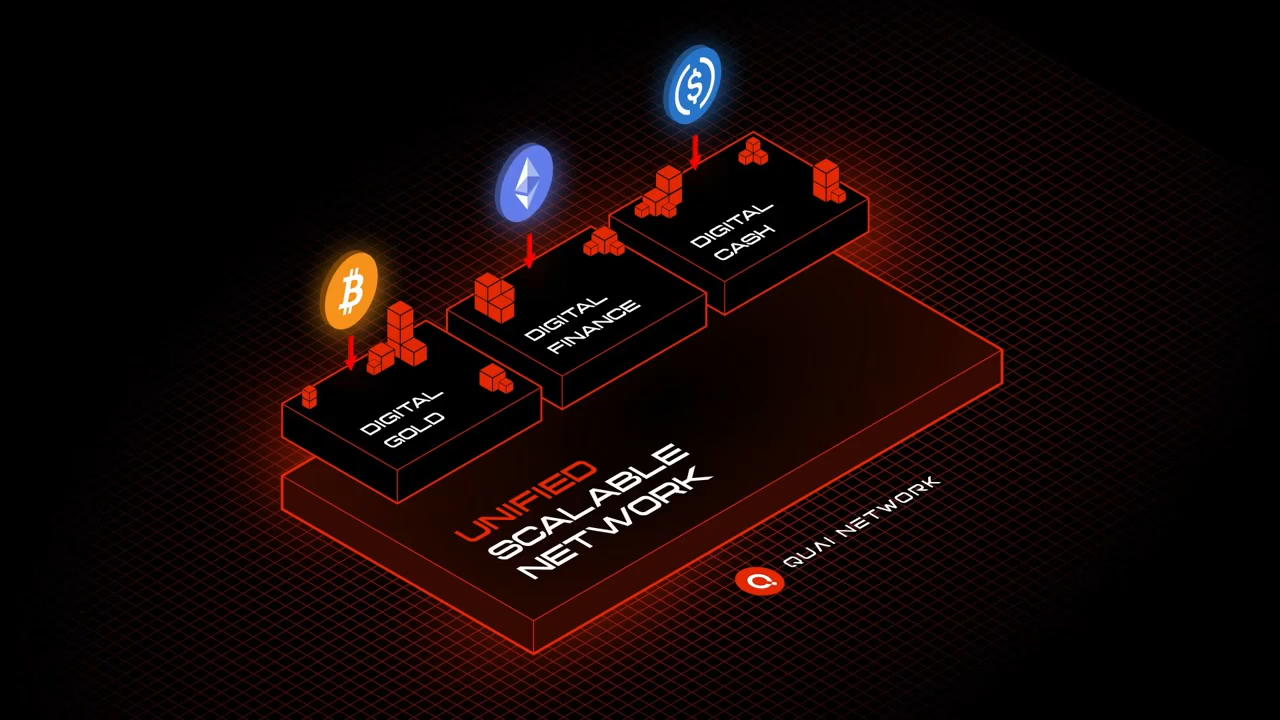 DIGITAL
CASH
DIGITAL
FINANCE
DIGITAL
GOLD
UNIFIED
SCALABLE
NETWORK
QUAI NETWORK